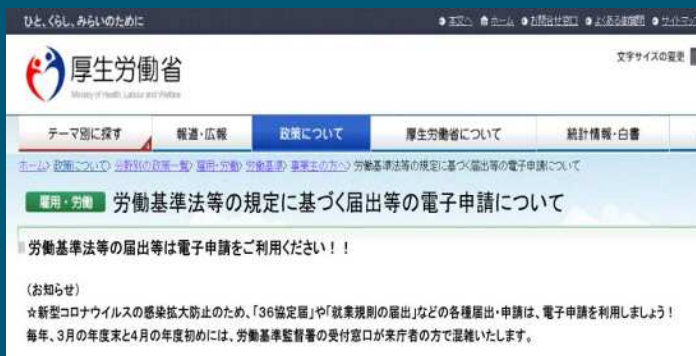 ひと、くらし、みらいのために
本文へ ホーム お問合せ窓口 よくある御質問 サイトマップ
厚生労働省
Ministry of Health, Labour and Welfare
文字サイズの変更
テーマ別に探す 報道・広報 政策について 厚生労働省について 統計情報・白書
ホーム> 政策について> 分野別の政策一覧> 雇用・労働> 労働基準> 事業主の方へ> 労働基準法等の規定に基づく届出等の電子申請について
雇用・労働 労働基準法等の規定に基づく届出等の電子申請について
労働基準法等の届出等は電子申請をご利用ください！！
（お知らせ）
☆新型コロナウイルスの感染拡大防止のため、「36協定届」や「就業規則の届出」などの各種届出・申請は、電子申請を利用しましょう！
毎年、3月の年度末と4月の年度初めには、労働基準監督署の受付窓口が来庁者の方で混雑いたします。